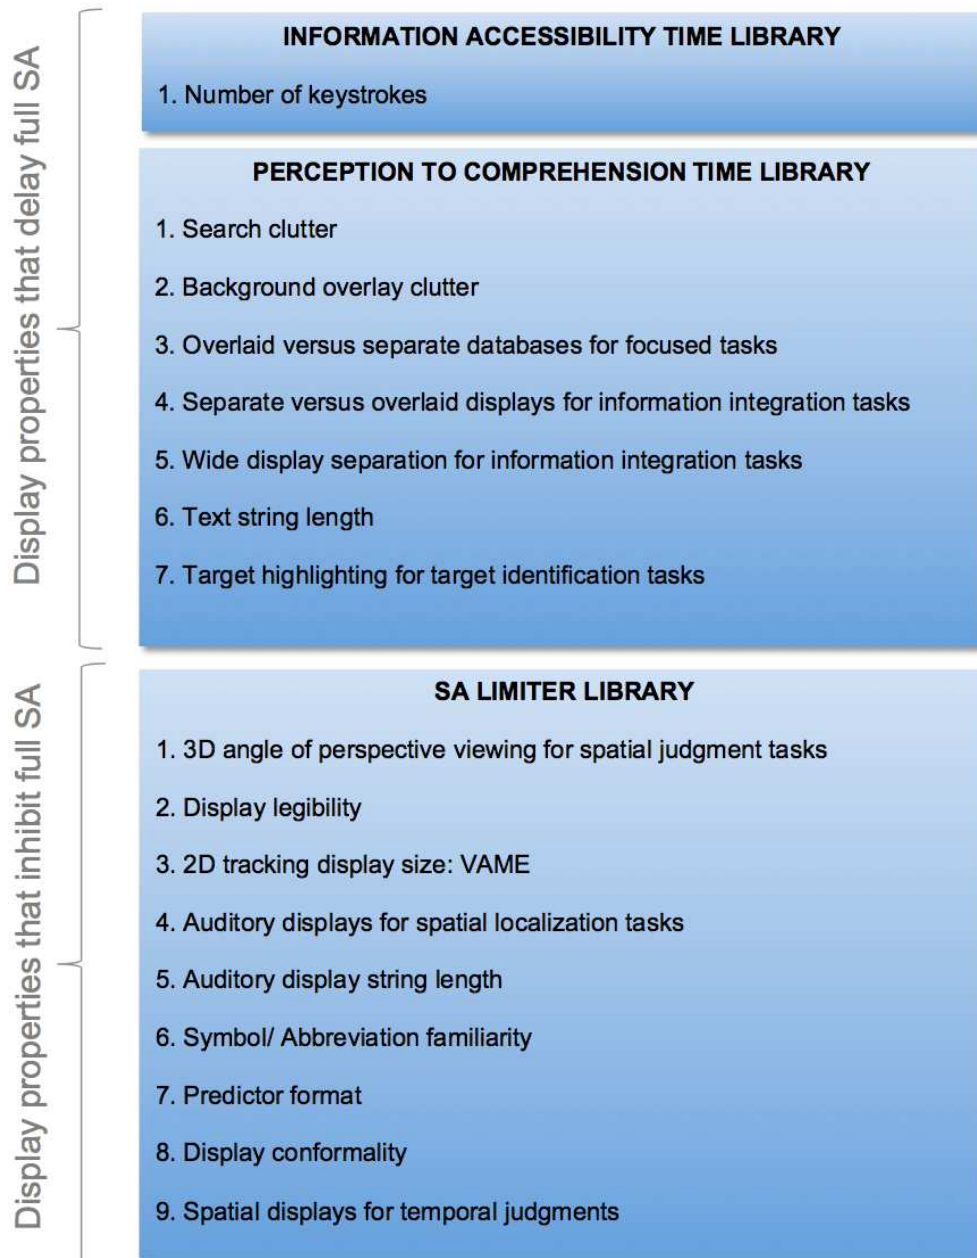 Display properties that delay full SA
INFORMATION ACCESSIBILITY TIME LIBRARY
1. Number of keystrokes
PERCEPTION TO COMPREHENSION TIME LIBRARY
1. Search clutter
2. Background overlay clutter
3. Overlaid versus separate databases for focused tasks
4. Separate versus overlaid displays for information integration tasks
5. Wide display separation for information integration tasks
6. Text string length
7. Target highlighting for target identification tasks
Display properties that inhibit full SA
SA LIMITER LIBRARY
1. 3D angle of perspective viewing for spatial judgment tasks
2. Display legibility
3. 2D tracking display size: VAME
4. Auditory displays for spatial localization tasks
5. Auditory display string length
6. Symbol/ Abbreviation familiarity
7. Predictor format
8. Display conformality
9. Spatial displays for temporal judgments